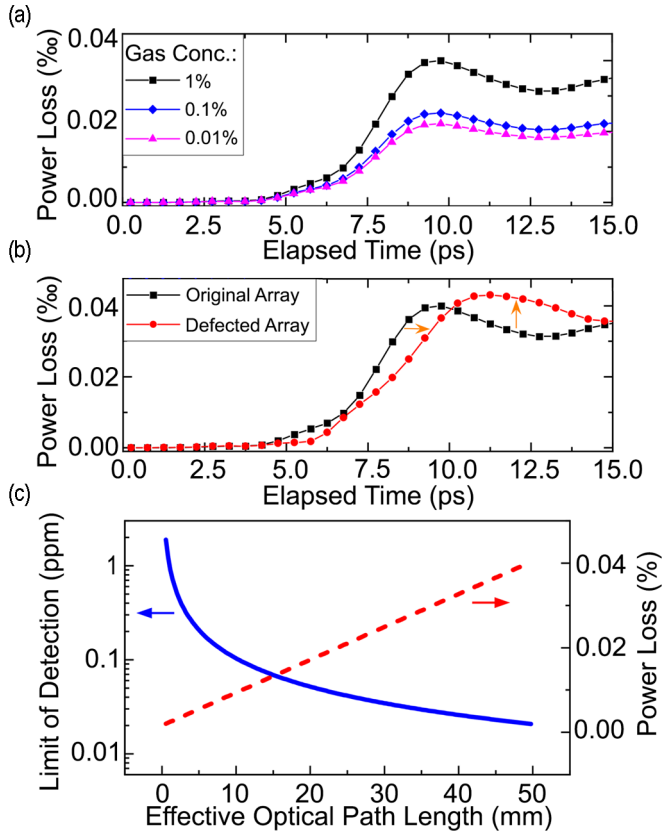 (a)
0.04
0.02
0.00
Power Loss (‰)
Gas Conc.:
1%
0.1%
0.01%
0.0 2.5 5.0 7.5 10.0 12.5 15.0
Elapsed Time (ps)
(b)
0.04
0.02
0.00
Power Loss (‰)
Original Array
Defected Array
0.0 2.5 5.0 7.5 10.0 12.5 15.0
Elapsed Time (ps)
(c)
Limit of Detection (ppm)
1
0.1
0.01
0.04
0.02
0.00
Power Loss (%)
0 10 20 30 40 50
Effective Optical Path Length (mm)